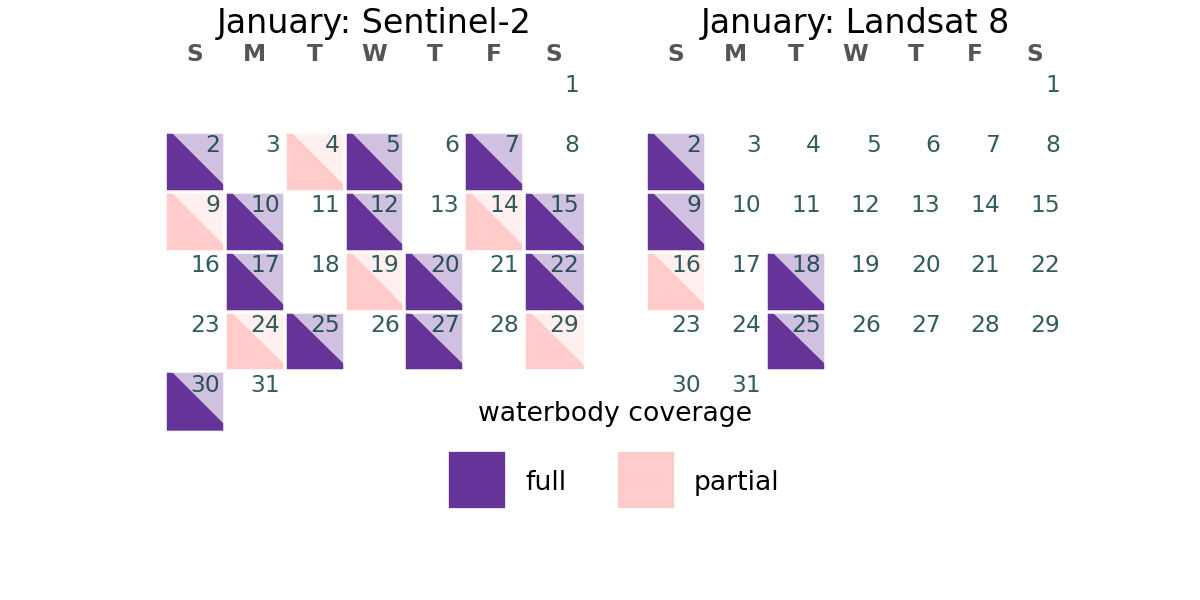 January: Sentinel-2
S M T W T F S
1
2 3 4 5 6 7 8
9 10 11 12 13 14 15
16 17 18 19 20 21 22
23 24 25 26 27 28 29
30 31
January: Landsat 8
S M T W T F S
1
2 3 4 5 6 7 8
9 10 11 12 13 14 15
16 17 18 19 20 21 22
23 24 25 26 27 28 29
30 31
waterbody coverage
full partial